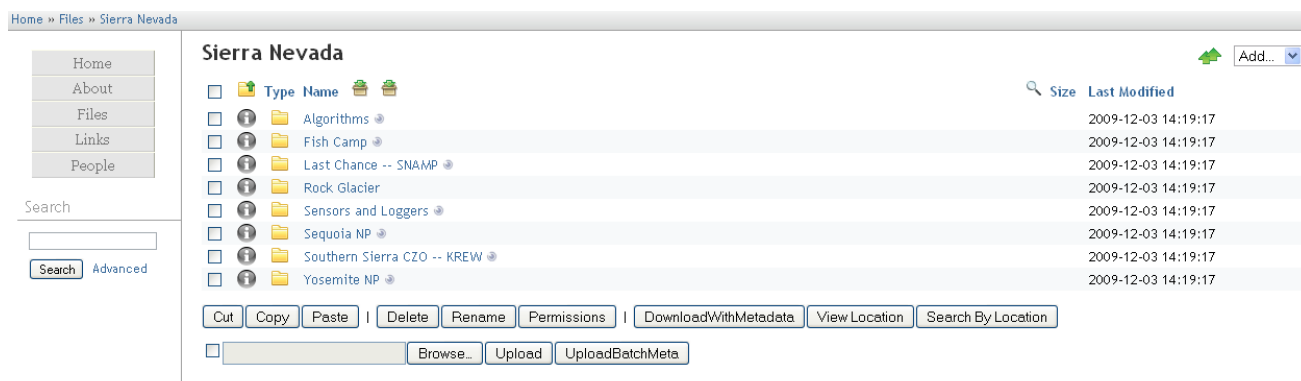 Home » Files » Sierra Nevada
Home
About
Files
Links
People
Search
Search Advanced
Sierra Nevada
Add...
Type Name Size Last Modified
Algorithms 2009-12-03 14:19:17
Fish Camp 2009-12-03 14:19:17
Last Chance -- SNAMP 2009-12-03 14:19:17
Rock Glacier 2009-12-03 14:19:17
Sensors and Loggers 2009-12-03 14:19:17
Sequoia NP 2009-12-03 14:19:17
Southern Sierra CZO -- KREW 2009-12-03 14:19:17
Yosemite NP 2009-12-03 14:19:17
Cut Copy Paste | Delete Rename Permissions | DownloadWithMetadata View Location Search By Location
Browse... Upload UploadBatchMeta